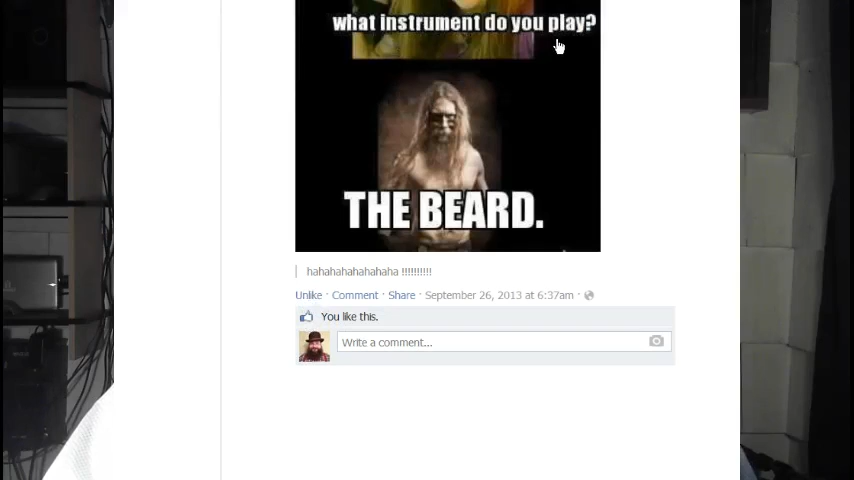 what instrument do you play?
THE BEARD.
hahahahahahahaha !!!!!!!!!!
Unlike · Comment · Share · September 26, 2013 at 6:37am ·
You like this.
Write a comment...